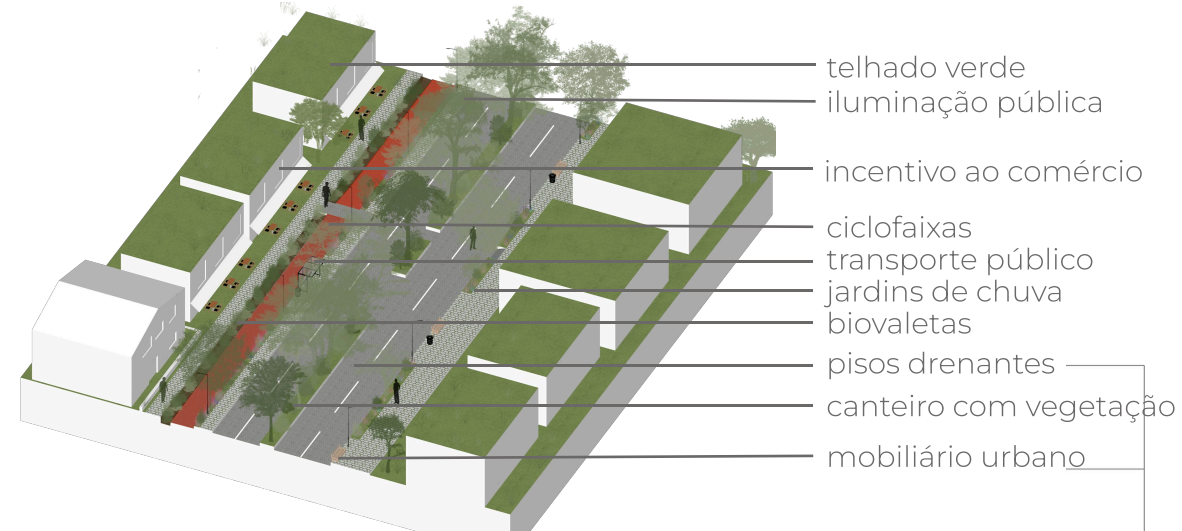 telhado verde
iluminação pública
incentivo ao comércio
ciclofaixas
transporte público
jardins de chuva
biovaletas
pisos drenantes
canteiro com vegetação
mobiliário urbano